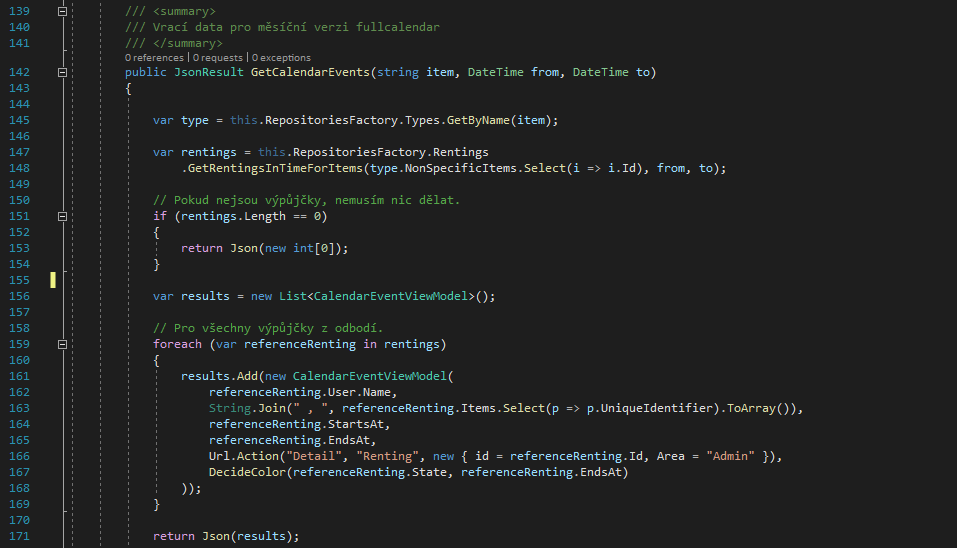 139 /// <summary>
140 /// Vrací data pro měsíční verzi fullcalendar
141 /// </summary>
0 references | 0 requests | 0 exceptions
142 public JsonResult GetCalendarEvents(string item, DateTime from, DateTime to)
143 {
144
145 var type = this.RepositoriesFactory.Types.GetByName(item);
146
147 var rentings = this.RepositoriesFactory.Rentings
148 .GetRentingsInTimeForItems(type.NonSpecificItems.Select(i => i.Id), from, to);
149
150 // Pokud nejsou výpůjčky, nemusím nic dělat.
151 if (rentings.Length == 0)
152 {
153 return Json(new int[0]);
154 }
155
156 var results = new List<CalendarEventViewModel>();
157
158 // Pro všechny výpůjčky z odbodí.
159 foreach (var referenceRenting in rentings)
160 {
161 results.Add(new CalendarEventViewModel(
162 referenceRenting.User.Name,
163 String.Join(" , ", referenceRenting.Items.Select(p => p.UniqueIdentifier).ToArray()),
164 referenceRenting.StartsAt,
165 referenceRenting.EndsAt,
166 Url.Action("Detail", "Renting", new { id = referenceRenting.Id, Area = "Admin" }),
167 DecideColor(referenceRenting.State, referenceRenting.EndsAt)
168 ));
169 }
170
171 return Json(results);